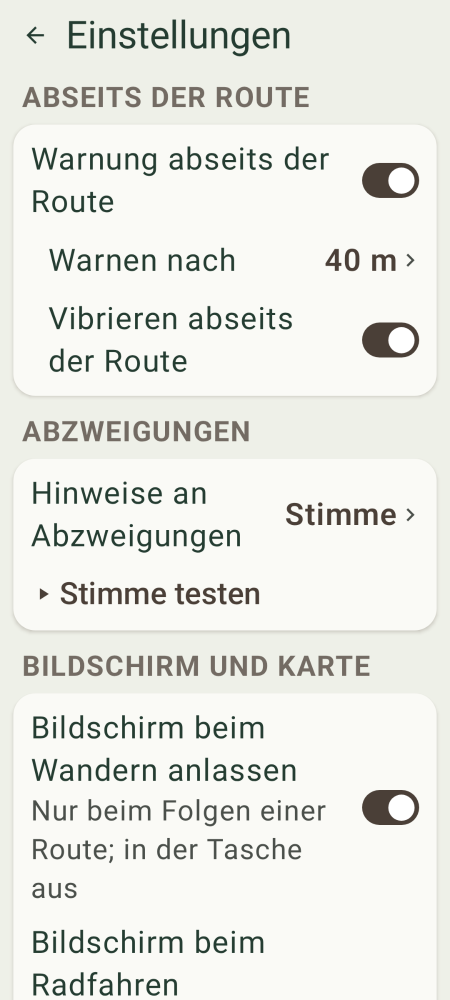 Einstellungen
ABSEITS DER ROUTE
Warnung abseits der
Route
Warnen nach 40 m
Vibrieren abseits
der Route
ABZWEIGUNGEN
Hinweise an
Abzweigungen
Stimme
Stimme testen
BILDSCHIRM UND KARTE
Bildschirm beim
Wandern anlassen
Nur beim Folgen einer
Route; in der Tasche
aus
Bildschirm beim
Radfahren